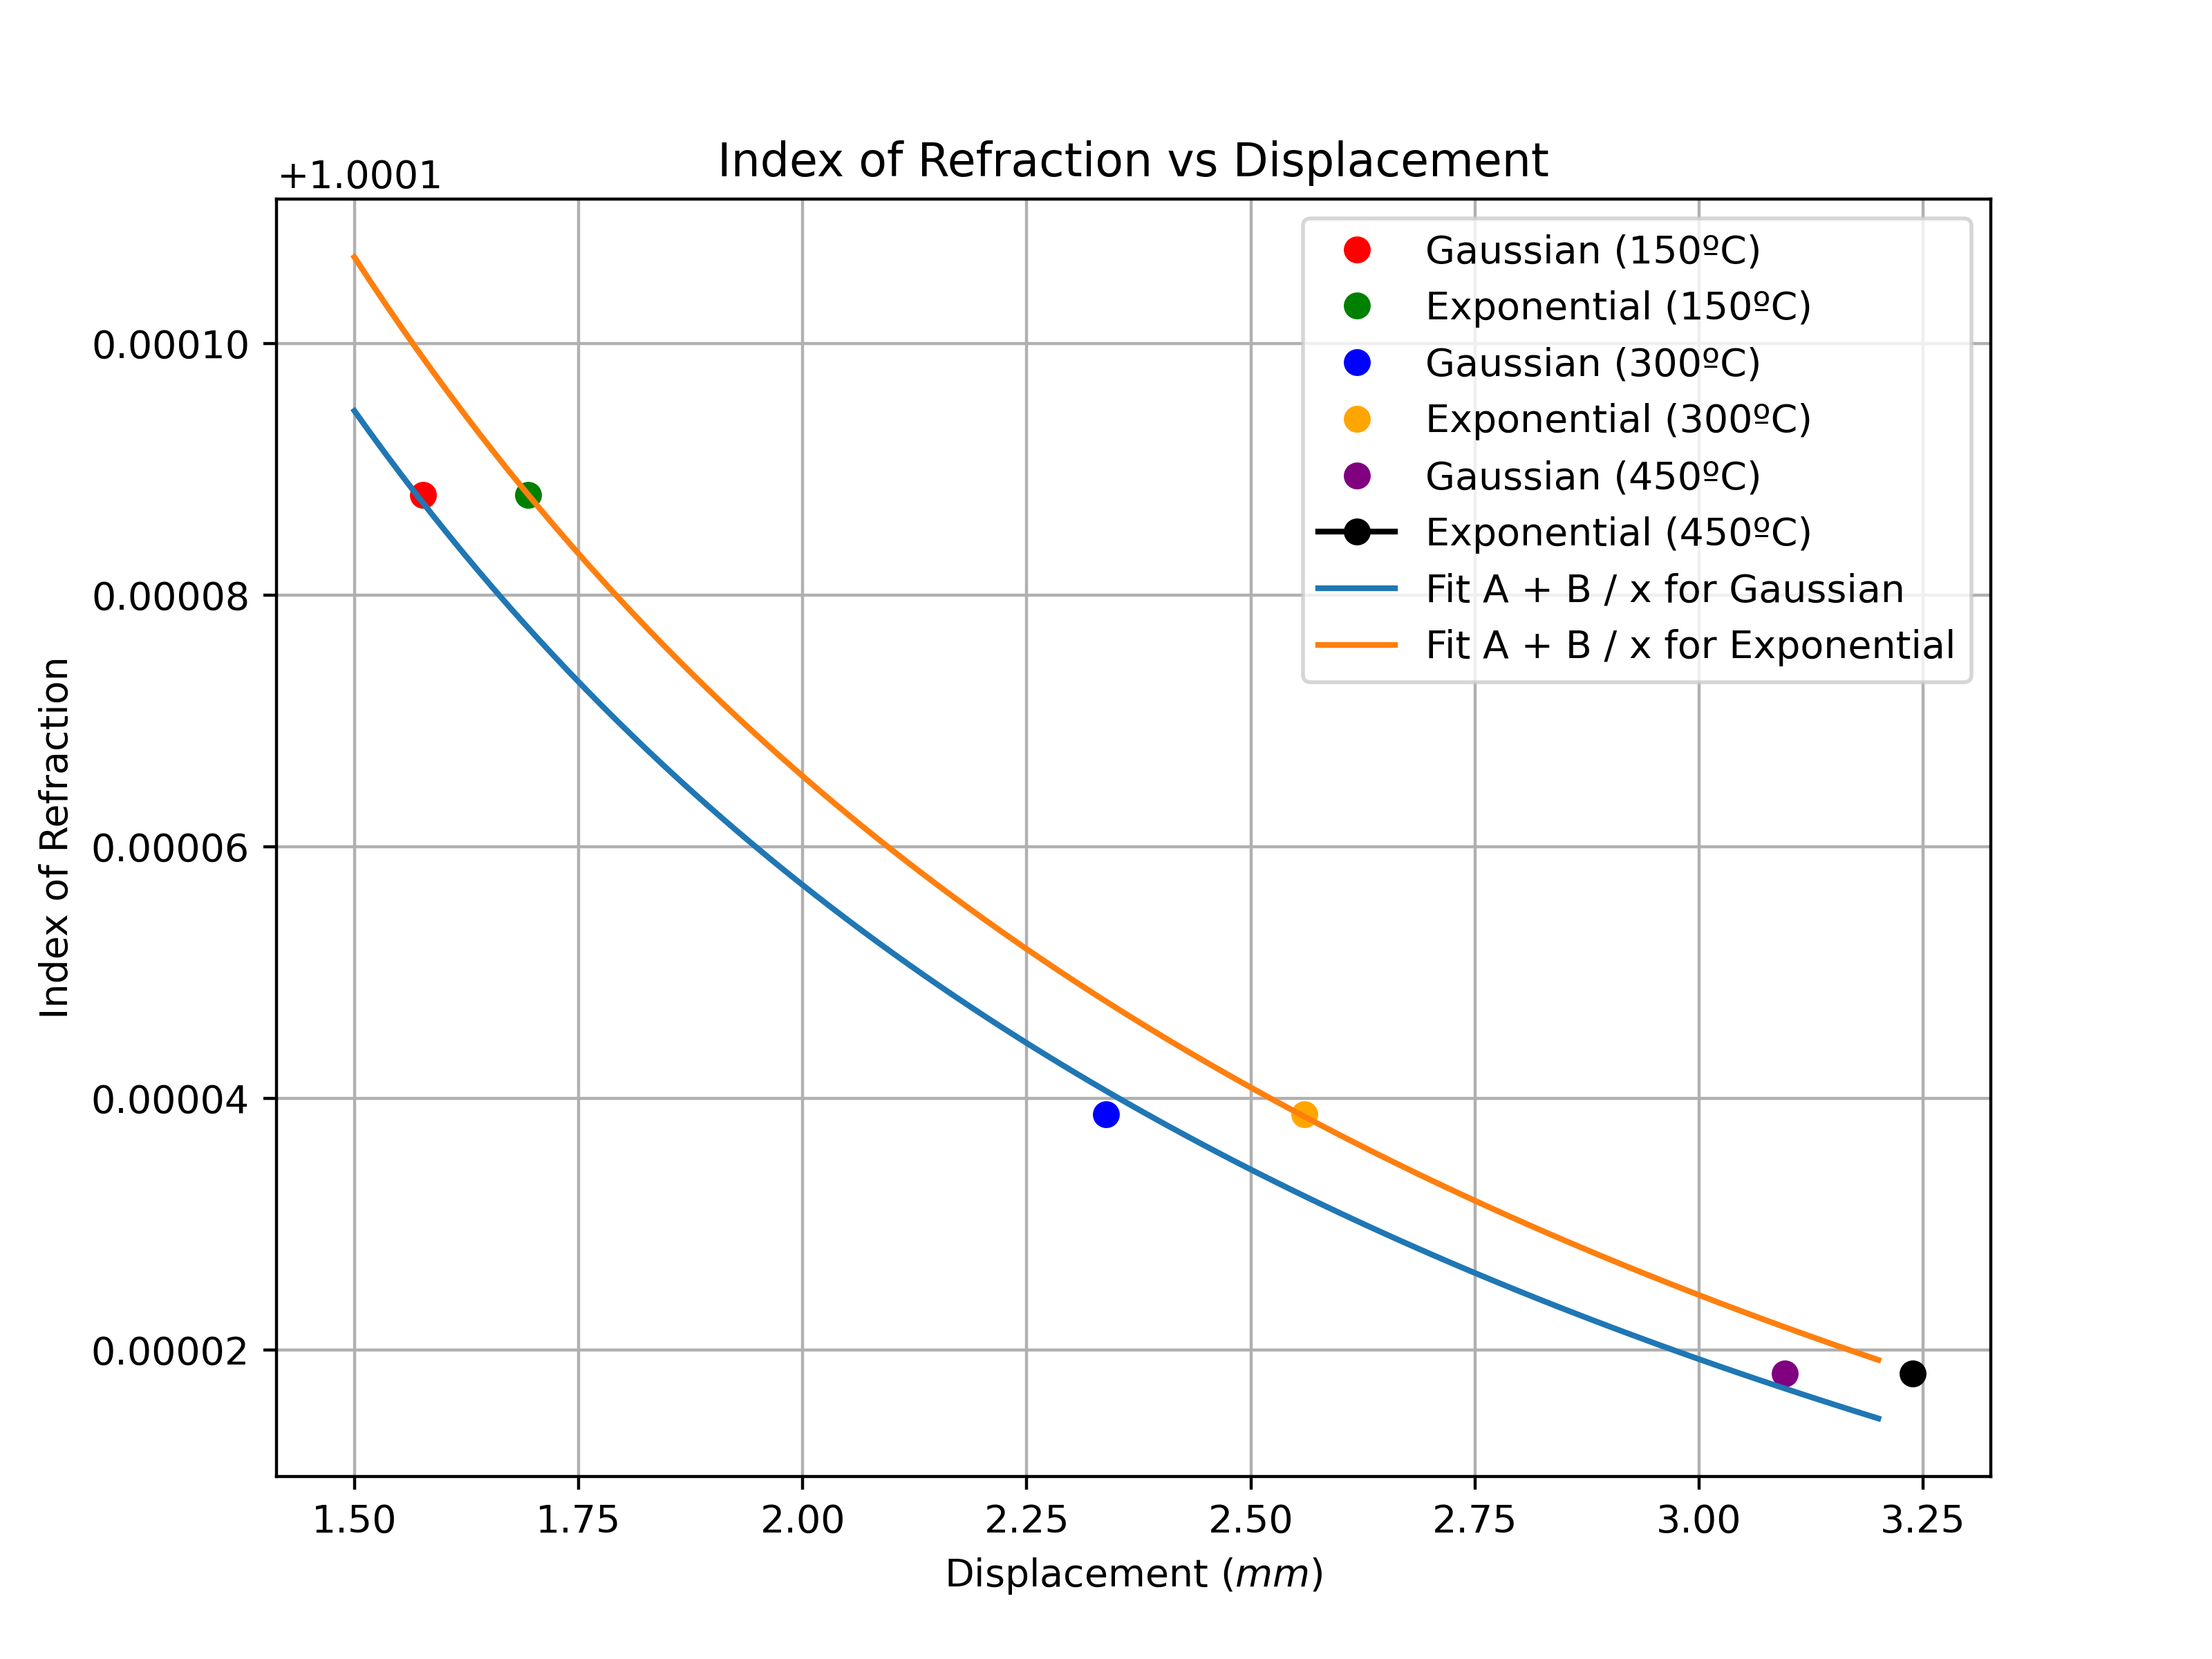 Index of Refraction vs Displacement
+1.0001
0.00010
0.00008
0.00006
0.00004
0.00002
Index of Refraction
Gaussian (150ºC)
Exponential (150ºC)
Gaussian (300ºC)
Exponential (300ºC)
Gaussian (450ºC)
Exponential (450ºC)
Fit A + B / x for Gaussian
Fit A + B / x for Exponential
1.50 1.75 2.00 2.25 2.50 2.75 3.00 3.25
Displacement (mm)